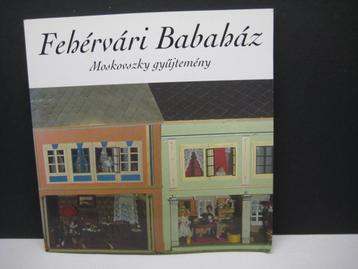 Fehérvári Babaház
Moskovszky gyűjtemény